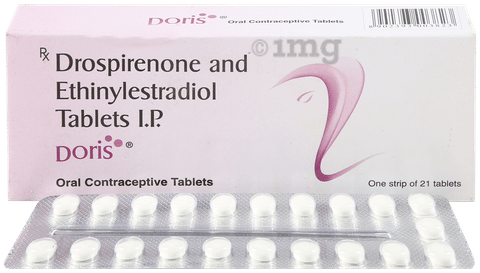 DORIS ® Oral Contraceptive Tablets
1mg
Rx Drospirenone and
Ethinylestradiol
Tablets I.P.
DORIS ®
Oral Contraceptive Tablets
One strip of 21 tablets